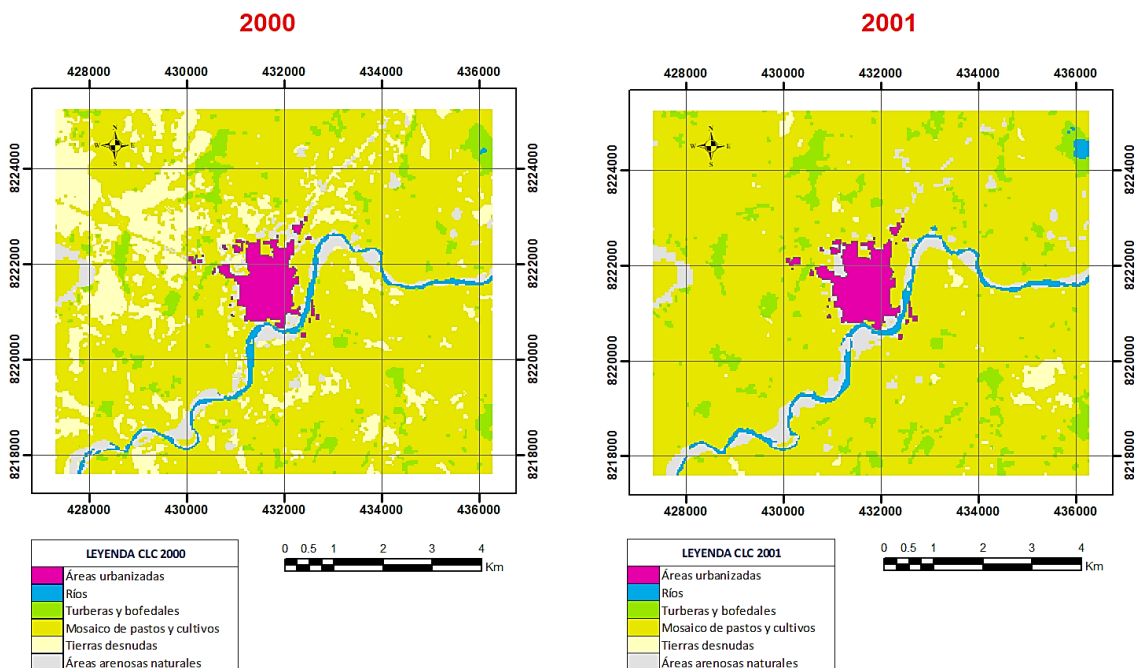 2000
2001
428000 430000 432000 434000 436000
428000 430000 432000 434000 436000
N
W E
S
N
W E
S
8224000 8224000 8224000 8224000
8222000 8222000 8222000 8222000
8220000 8220000 8220000 8220000
8218000 8218000 8218000 8218000
428000 430000 432000 434000 436000
428000 430000 432000 434000 436000
LEYENDA CLC 2000
Áreas urbanizadas
Ríos
Turberas y bofedales
Mosaico de pastos y cultivos
Tierras desnudas
Áreas arenosas naturales
0 0.5 1 2 3 4
Km
LEYENDA CLC 2001
Áreas urbanizadas
Ríos
Turberas y bofedales
Mosaico de pastos y cultivos
Tierras desnudas
Áreas arenosas naturales
0 0.5 1 2 3 4
Km